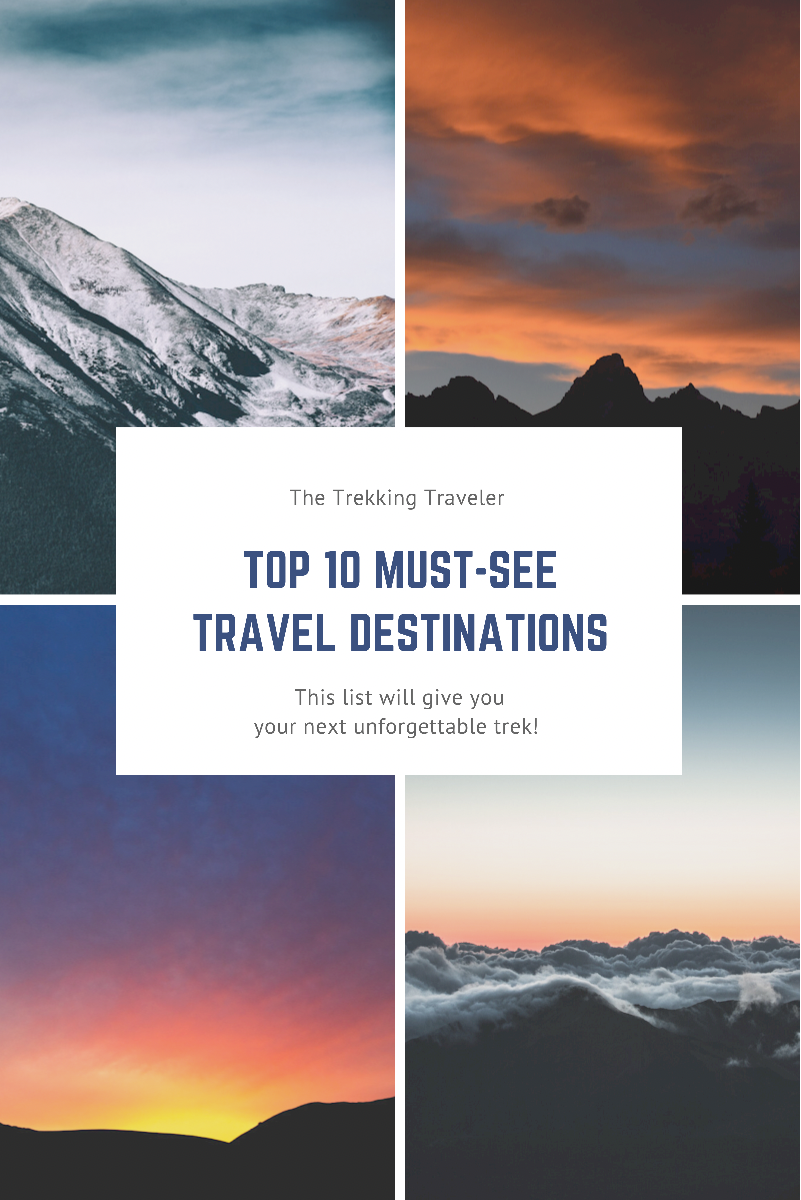 The Trekking Traveler
TOP 10 MUST-SEE
TRAVEL DESTINATIONS
This list will give you
your next unforgettable trek!